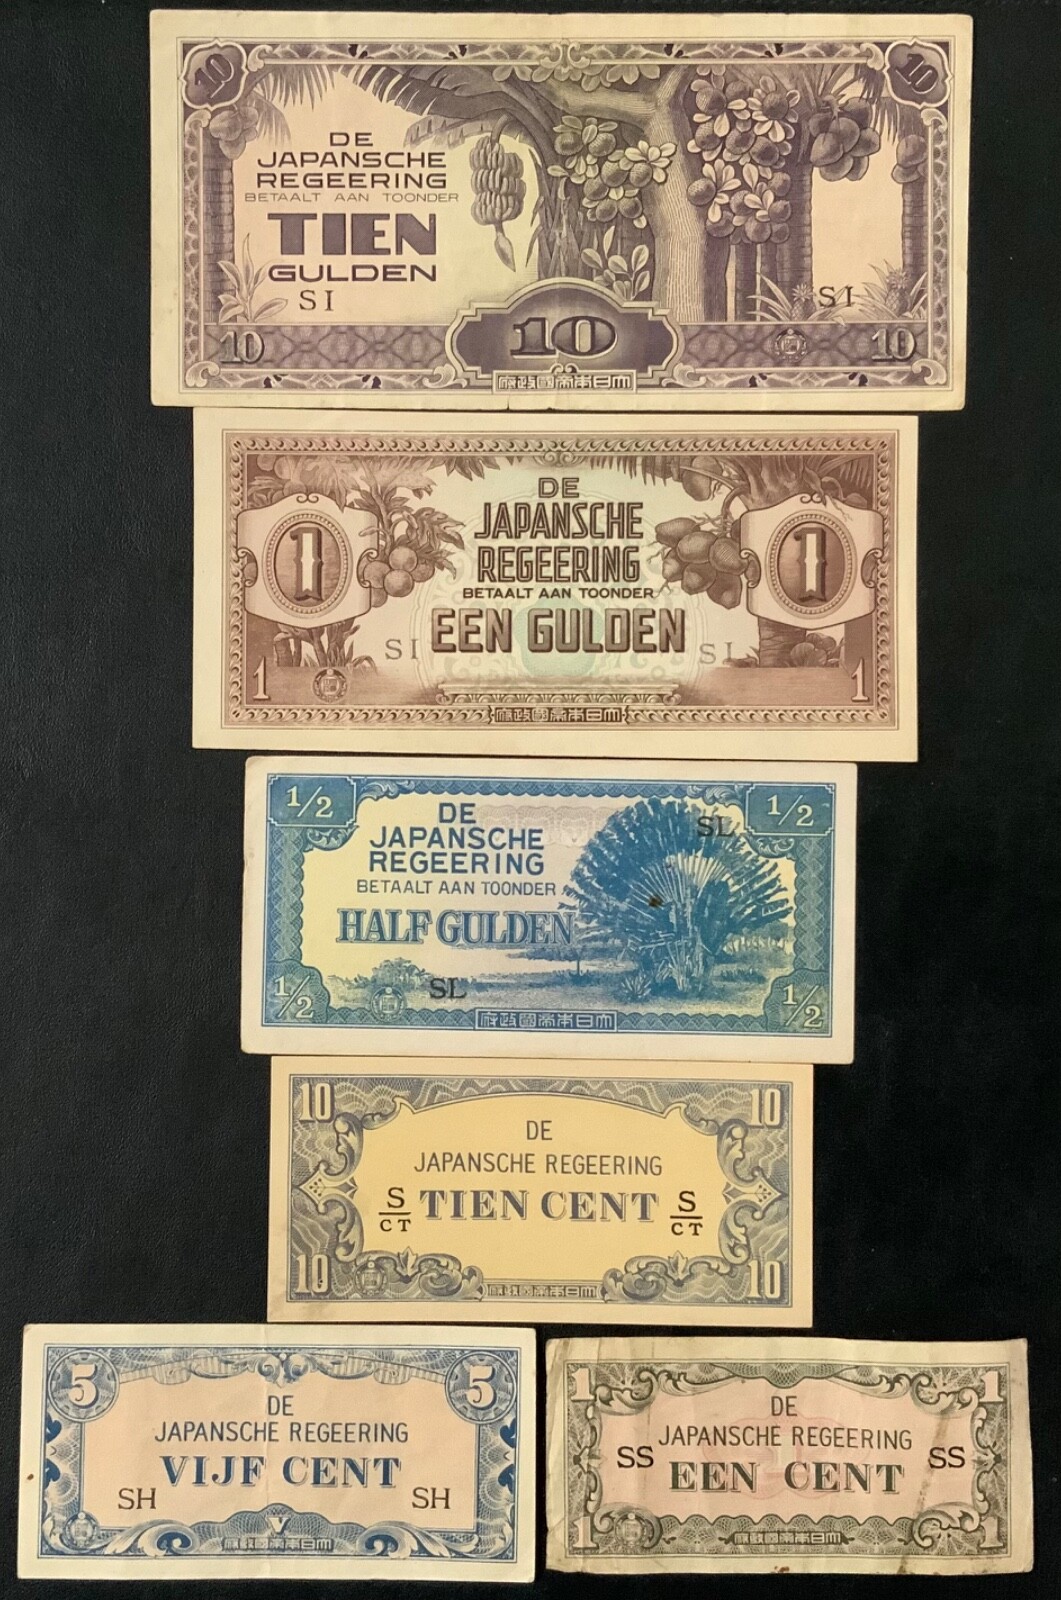 10
10
DE
JAPANSCHE
REGEERING
BETAALT AAN TOONDER
TIEN
GULDEN
SI
SI
10
10
10
府政國帝本日大
DE
JAPANSCHE
REGEERING
BETAALT AAN TOONDER
EEN GULDEN
1
1
SI
SI
1
1
府政國帝本日大
1/2
1/2
DE
JAPANSCHE
REGEERING
BETAALT AAN TOONDER
HALF GULDEN
SL
SL
1/2
1/2
府政國帝本日大
10
10
DE
JAPANSCHE REGEERING
S/CT TIEN CENT S/CT
10
10
府政國帝本日大
5
5
DE
JAPANSCHE REGEERING
VIJF CENT
SH
SH
V
府政國帝本日大
1
1
DE
JAPANSCHE REGEERING
SS
SS
EEN CENT
1
1
府政國帝本日大